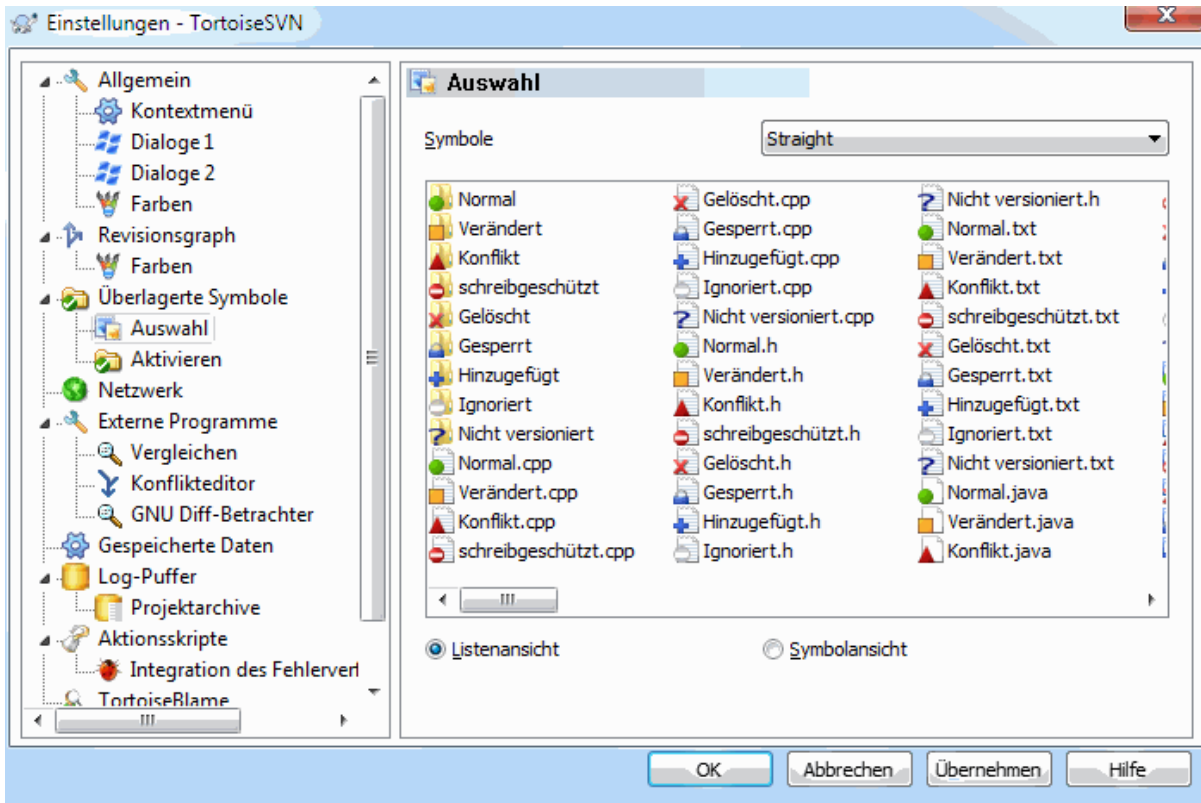 Einstellungen - TortoiseSVN
Allgemein
Kontextmenü
Dialoge 1
Dialoge 2
Farben
Revisionsgraph
Farben
Überlagerte Symbole
Auswahl
Aktivieren
Netzwerk
Externe Programme
Vergleichen
Konflikteditor
GNU Diff-Betrachter
Gespeicherte Daten
Log-Puffer
Projektarchive
Aktionsskripte
Integration des Fehlervert
TortoiseBlame
Auswahl
Symbole
Straight
Normal
Verändert
Konflikt
schreibgeschützt
Gelöscht
Gesperrt
Hinzugefügt
Ignoriert
Nicht versioniert
Normal.cpp
Verändert.cpp
Konflikt.cpp
schreibgeschützt.cpp
Gelöscht.cpp
Gesperrt.cpp
Hinzugefügt.cpp
Ignoriert.cpp
Nicht versioniert.cpp
Normal.h
Verändert.h
Konflikt.h
schreibgeschützt.h
Gelöscht.h
Gesperrt.h
Hinzugefügt.h
Ignoriert.h
Nicht versioniert.h
Normal.txt
Verändert.txt
Konflikt.txt
schreibgeschützt.txt
Gelöscht.txt
Gesperrt.txt
Hinzugefügt.txt
Ignoriert.txt
Nicht versioniert.txt
Normal.java
Verändert.java
Konflikt.java
Listenansicht
Symbolansicht
OK
Abbrechen
Übernehmen
Hilfe